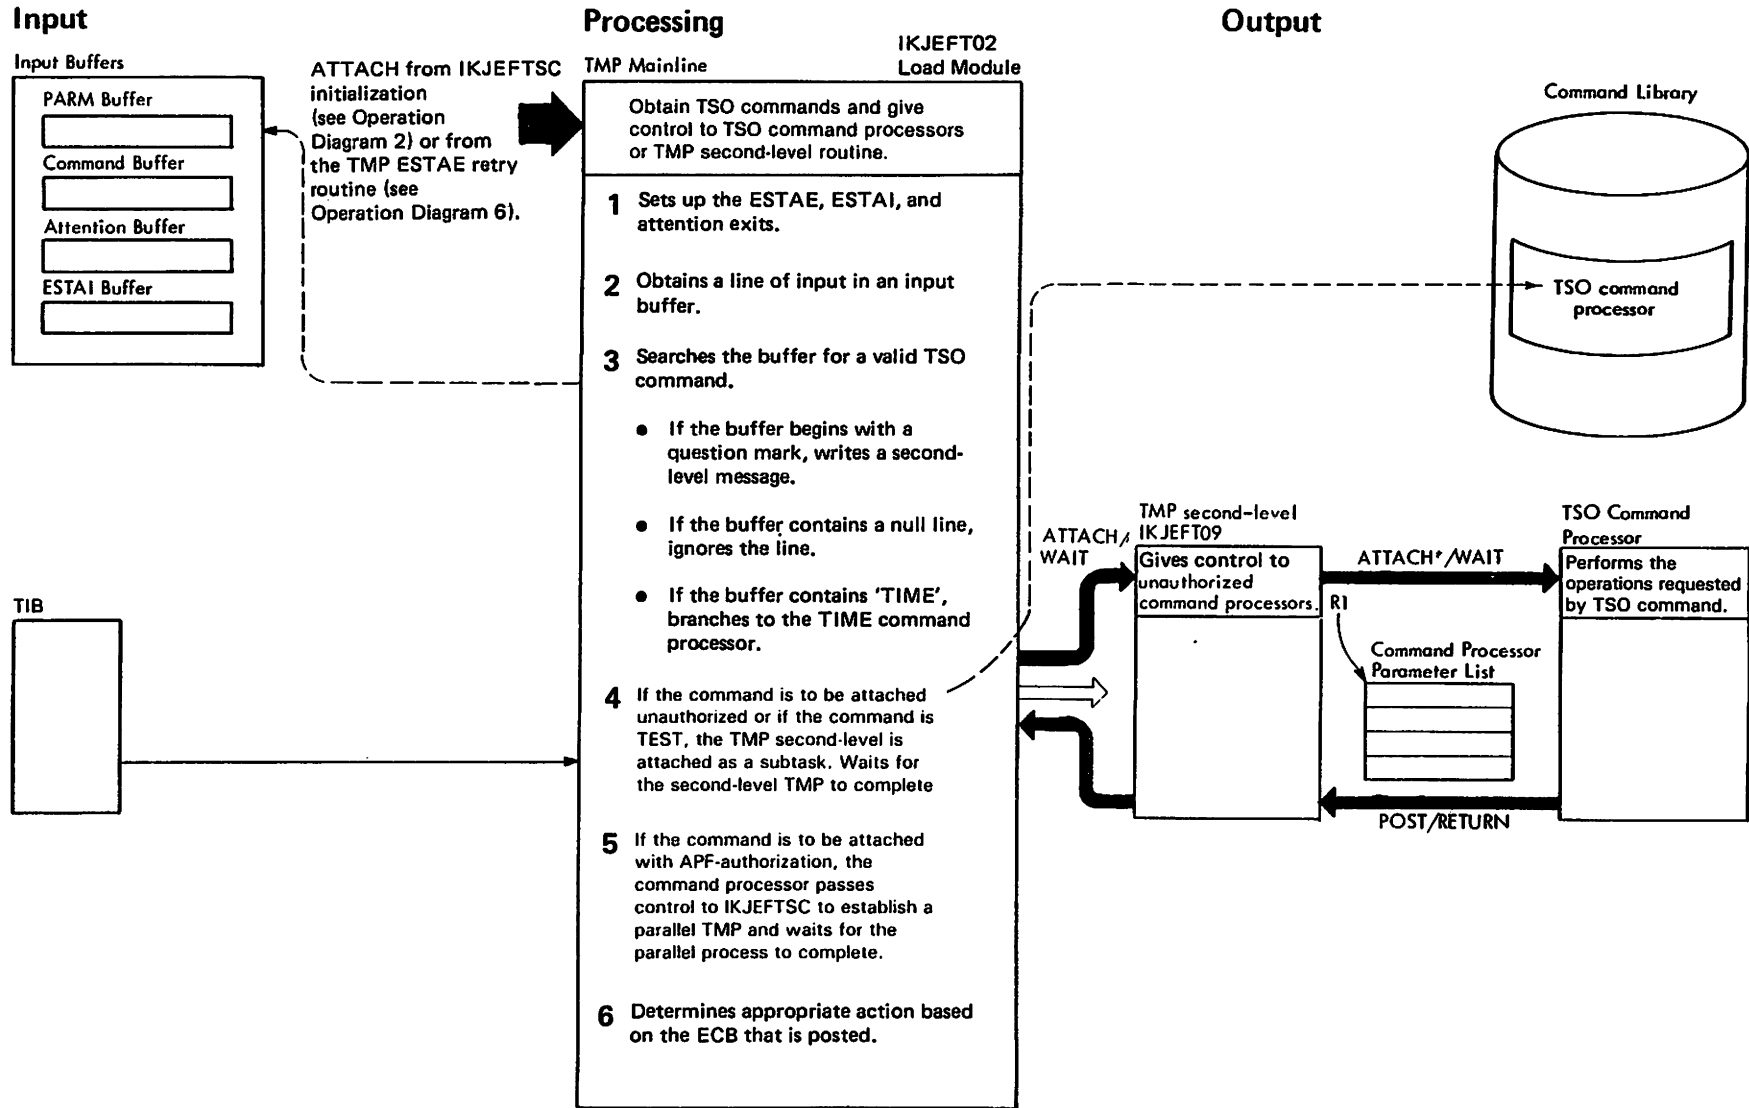 Input
Input Buffers
PARM Buffer
Command Buffer
Attention Buffer
ESTAI Buffer
ATTACH from IKJEFTSC
initialization
(see Operation
Diagram 2) or from
the TMP ESTAE retry
routine (see
Operation Diagram 6).
TIB
Processing
TMP Mainline
IKJEFT02
Load Module
Obtain TSO commands and give
control to TSO command processors
or TMP second-level routine.
1 Sets up the ESTAE, ESTAI, and
attention exits.
2 Obtains a line of input in an input
buffer.
3 Searches the buffer for a valid TSO
command.
• If the buffer begins with a
question mark, writes a second-
level message.
• If the buffer contains a null line,
ignores the line.
• If the buffer contains 'TIME',
branches to the TIME command
processor.
4 If the command is to be attached
unauthorized or if the command is
TEST, the TMP second-level is
attached as a subtask. Waits for
the second-level TMP to complete
5 If the command is to be attached
with APF-authorization, the
command processor passes
control to IKJEFTSC to establish a
parallel TMP and waits for the
parallel process to complete.
6 Determines appropriate action based
on the ECB that is posted.
Output
Command Library
TSO command
processor
ATTACH/
WAIT
TMP second-level
IKJEFT09
Gives control to
unauthorized
command processors.
ATTACH*/WAIT
R1
Command Processor
Parameter List
POST/RETURN
TSO Command
Processor
Performs the
operations requested
by TSO command.